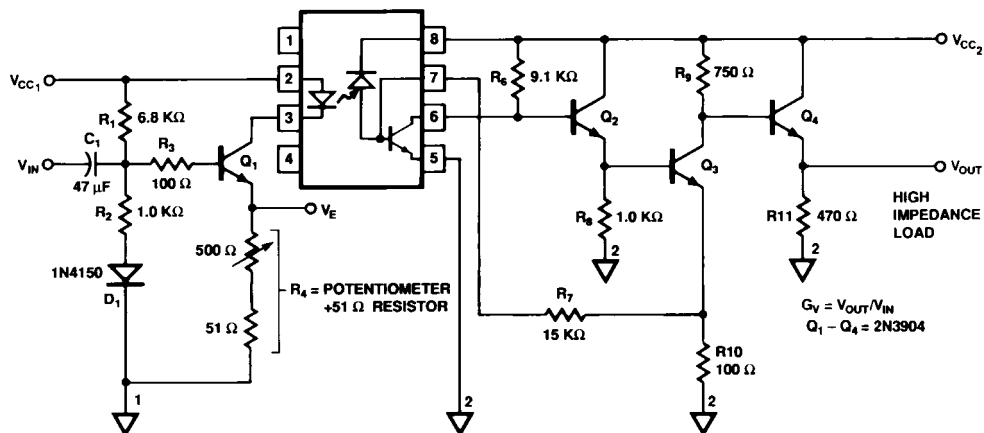 1
2
3
4
8
7
6
5
VCC1
R1
6.8 KΩ
C1
VIN
47 µF
R3
100 Ω
Q1
R2
1.0 KΩ
1N4150
D1
VE
500 Ω
51 Ω
R4 = POTENTIOMETER
+51 Ω RESISTOR
1
2
VCC2
R6
9.1 KΩ
Q2
R8
1.0 KΩ
2
R9
750 Ω
Q3
Q4
R7
15 KΩ
R10
100 Ω
2
R11
470 Ω
2
VOUT
HIGH
IMPEDANCE
LOAD
GV = VOUT/VIN
Q1 – Q4 = 2N3904